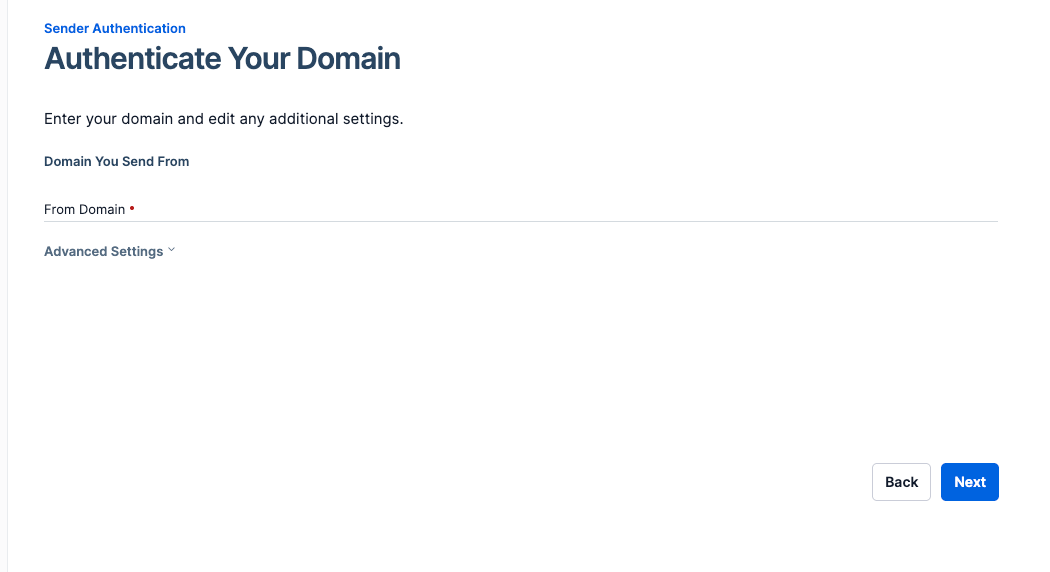 Sender Authentication
Authenticate Your Domain
Enter your domain and edit any additional settings.
Domain You Send From
From Domain •
Advanced Settings
Back
Next